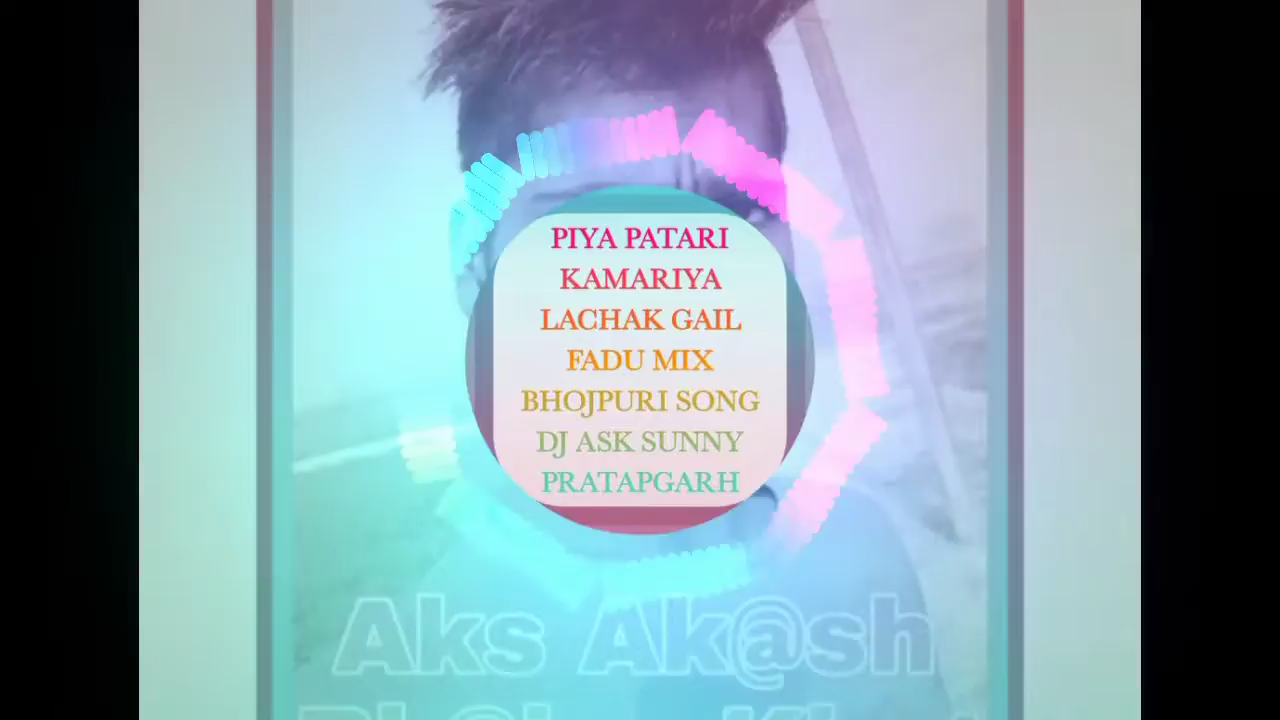 PIYA PATARI
KAMARIYA
LACHAK GAIL
FADU MIX
BHOJPURI SONG
DJ ASK SUNNY
PRATAPGARH
Aks Ak@sh